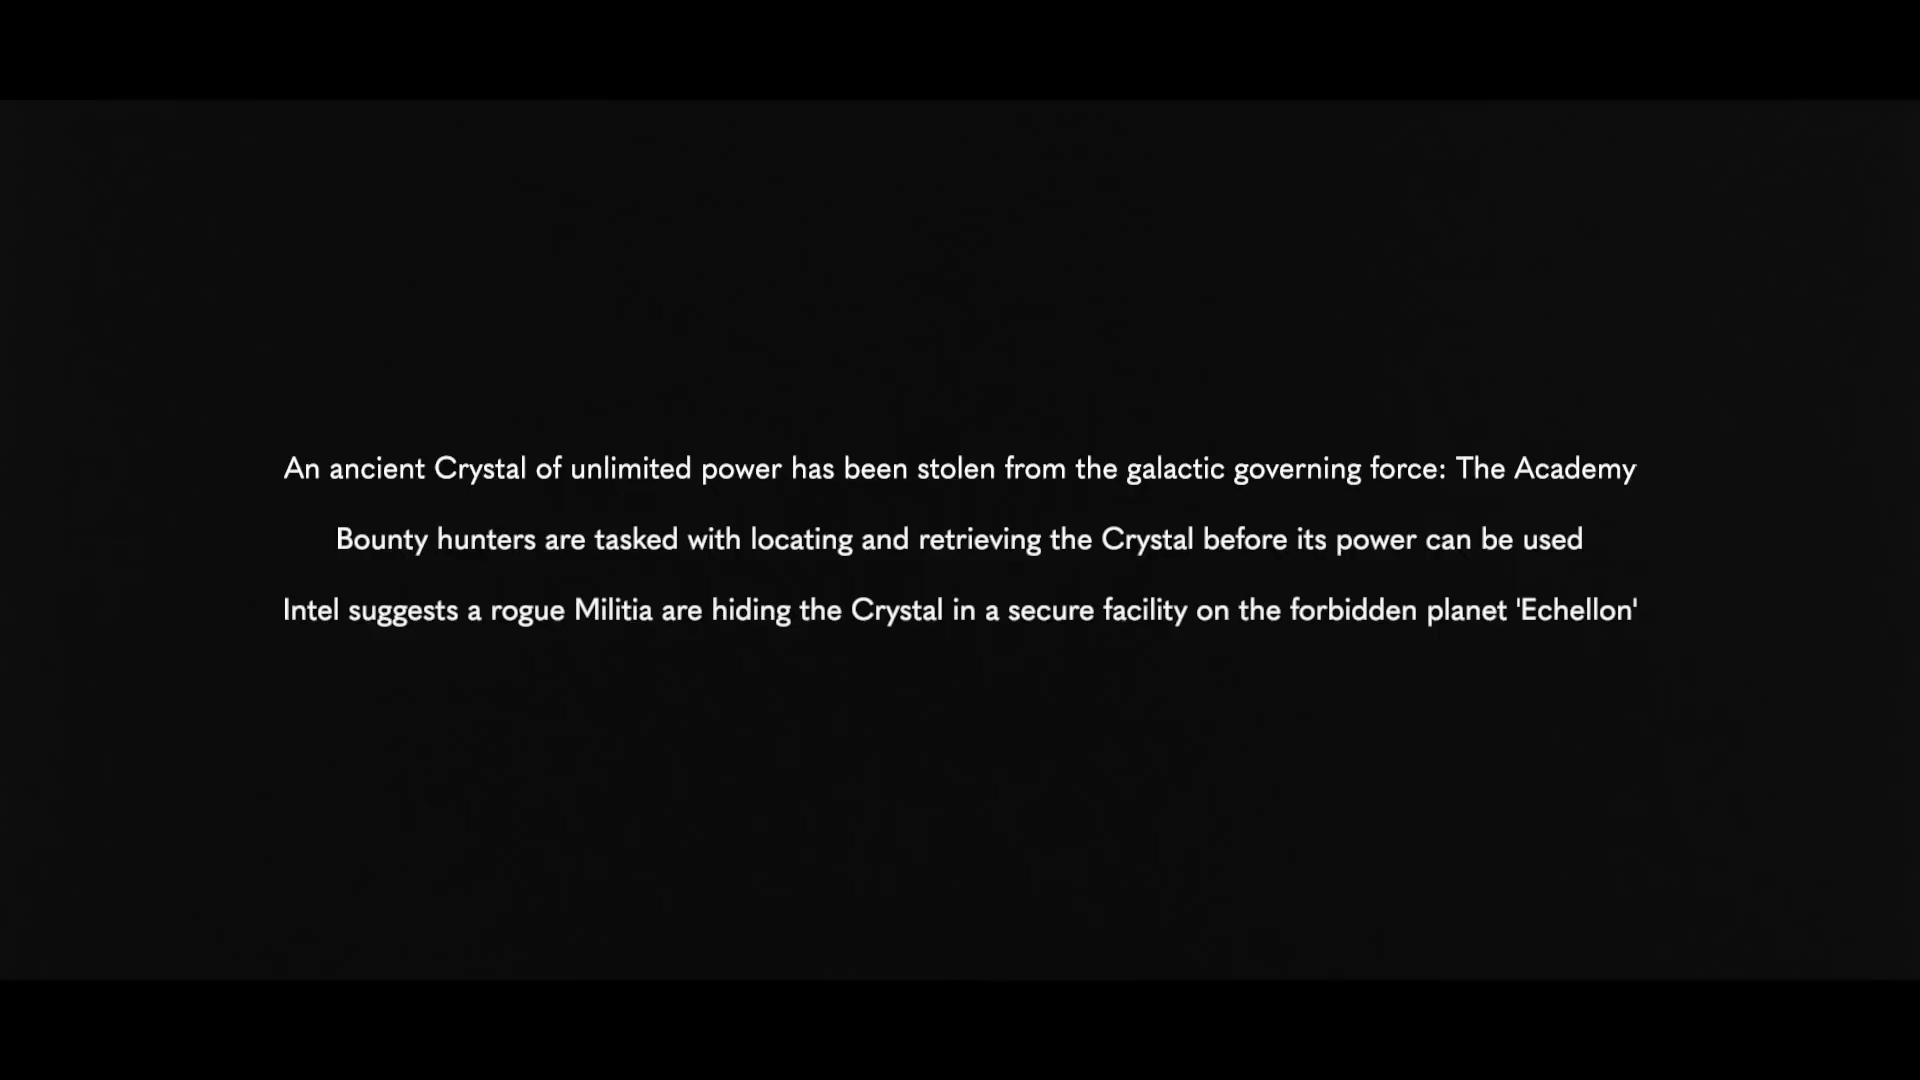 An ancient Crystal of unlimited power has been stolen from the galactic governing force: The Academy
Bounty hunters are tasked with locating and retrieving the Crystal before its power can be used
Intel suggests a rogue Militia are hiding the Crystal in a secure facility on the forbidden planet 'Echellon'